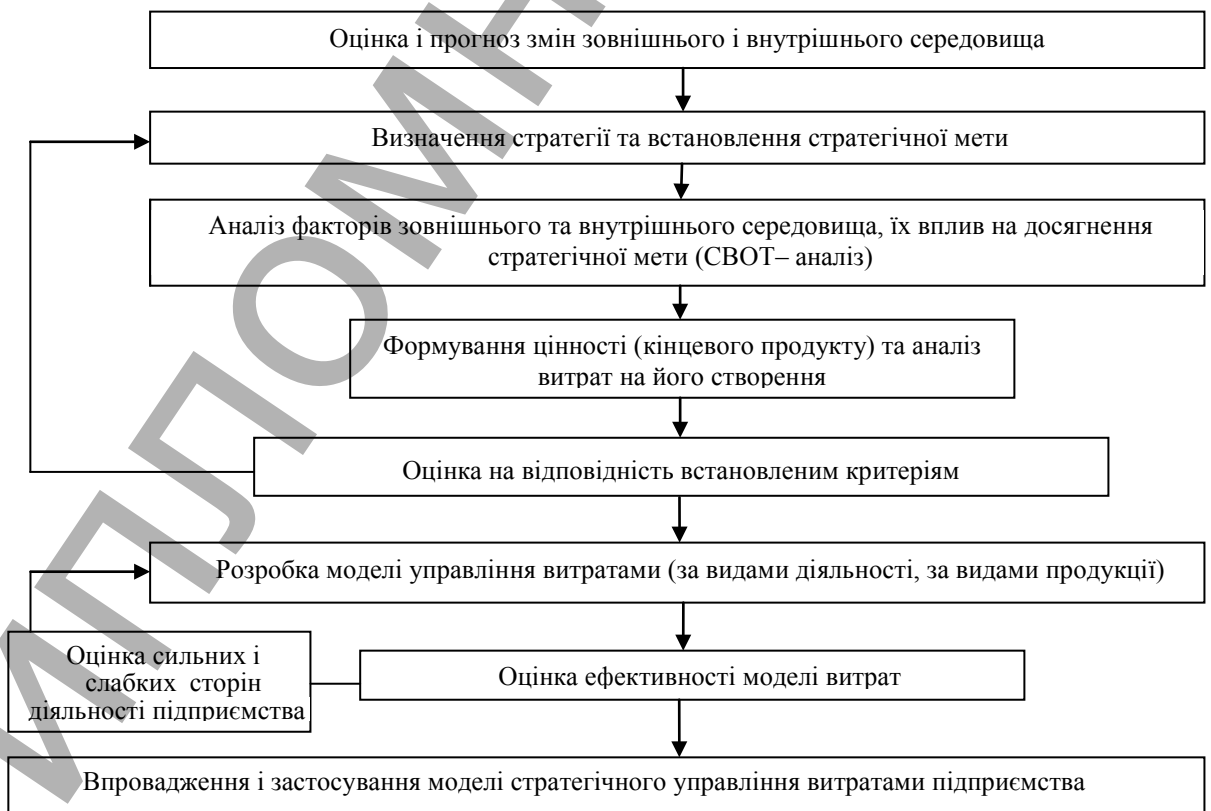 Оцінка і прогноз змін зовнішнього і внутрішнього середовища
Визначення стратегії та встановлення стратегічної мети
Аналіз факторів зовнішнього та внутрішнього середовища, їх вплив на досягнення
стратегічної мети (СВОТ– аналіз)
Формування цінності (кінцевого продукту) та аналіз
витрат на його створення
Оцінка на відповідність встановленим критеріям
Розробка моделі управління витратами (за видами діяльності, за видами продукції)
Оцінка сильних і
слабких сторін
діяльності підприємства
Оцінка ефективності моделі витрат
Впровадження і застосування моделі стратегічного управління витратами підприємства